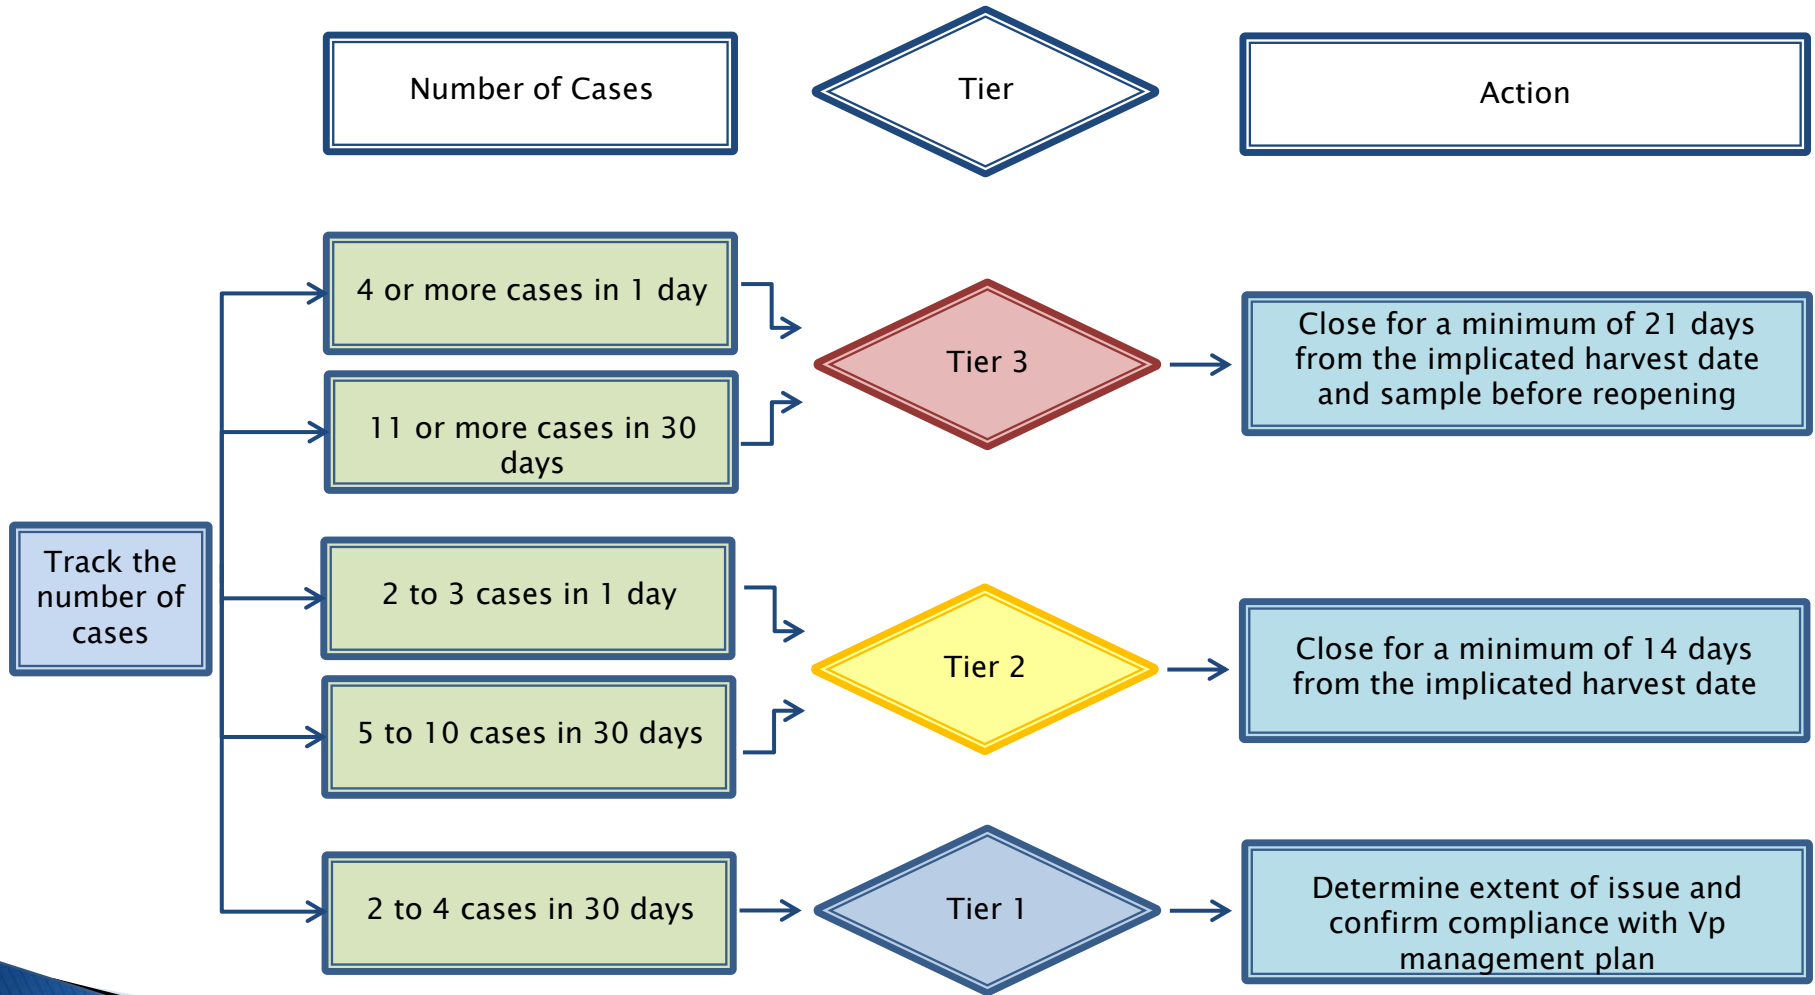 Number of Cases
Tier
Action
4 or more cases in 1 day
11 or more cases in 30
days
Tier 3
Close for a minimum of 21 days
from the implicated harvest date
and sample before reopening
Track the
number of
cases
2 to 3 cases in 1 day
5 to 10 cases in 30 days
Tier 2
Close for a minimum of 14 days
from the implicated harvest date
2 to 4 cases in 30 days
Tier 1
Determine extent of issue and
confirm compliance with Vp
management plan